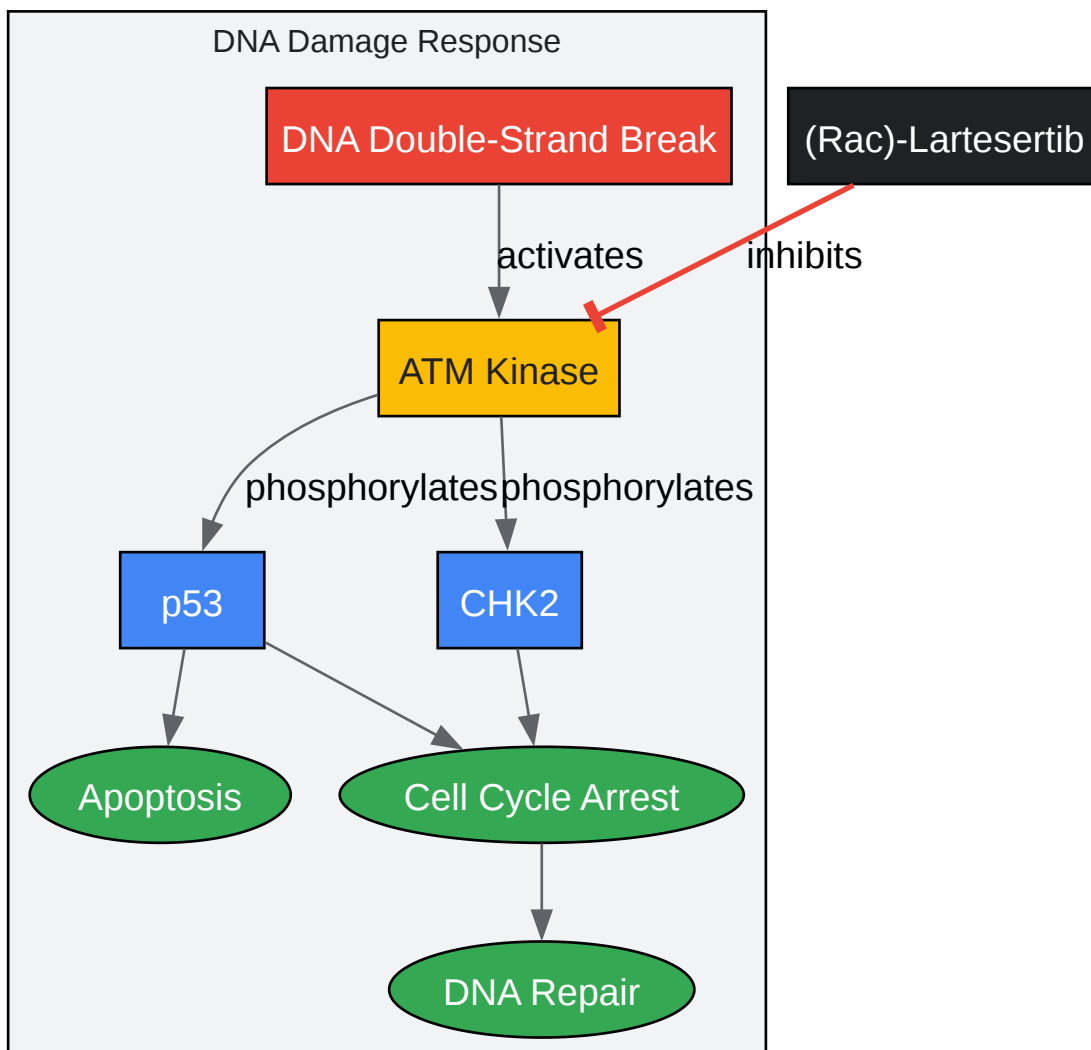 DNA Damage Response
DNA Double-Strand Break
(Rac)-Lartesertib
activates
inhibits
ATM Kinase
phosphorylates
phosphorylates
p53
CHK2
Apoptosis
Cell Cycle Arrest
DNA Repair